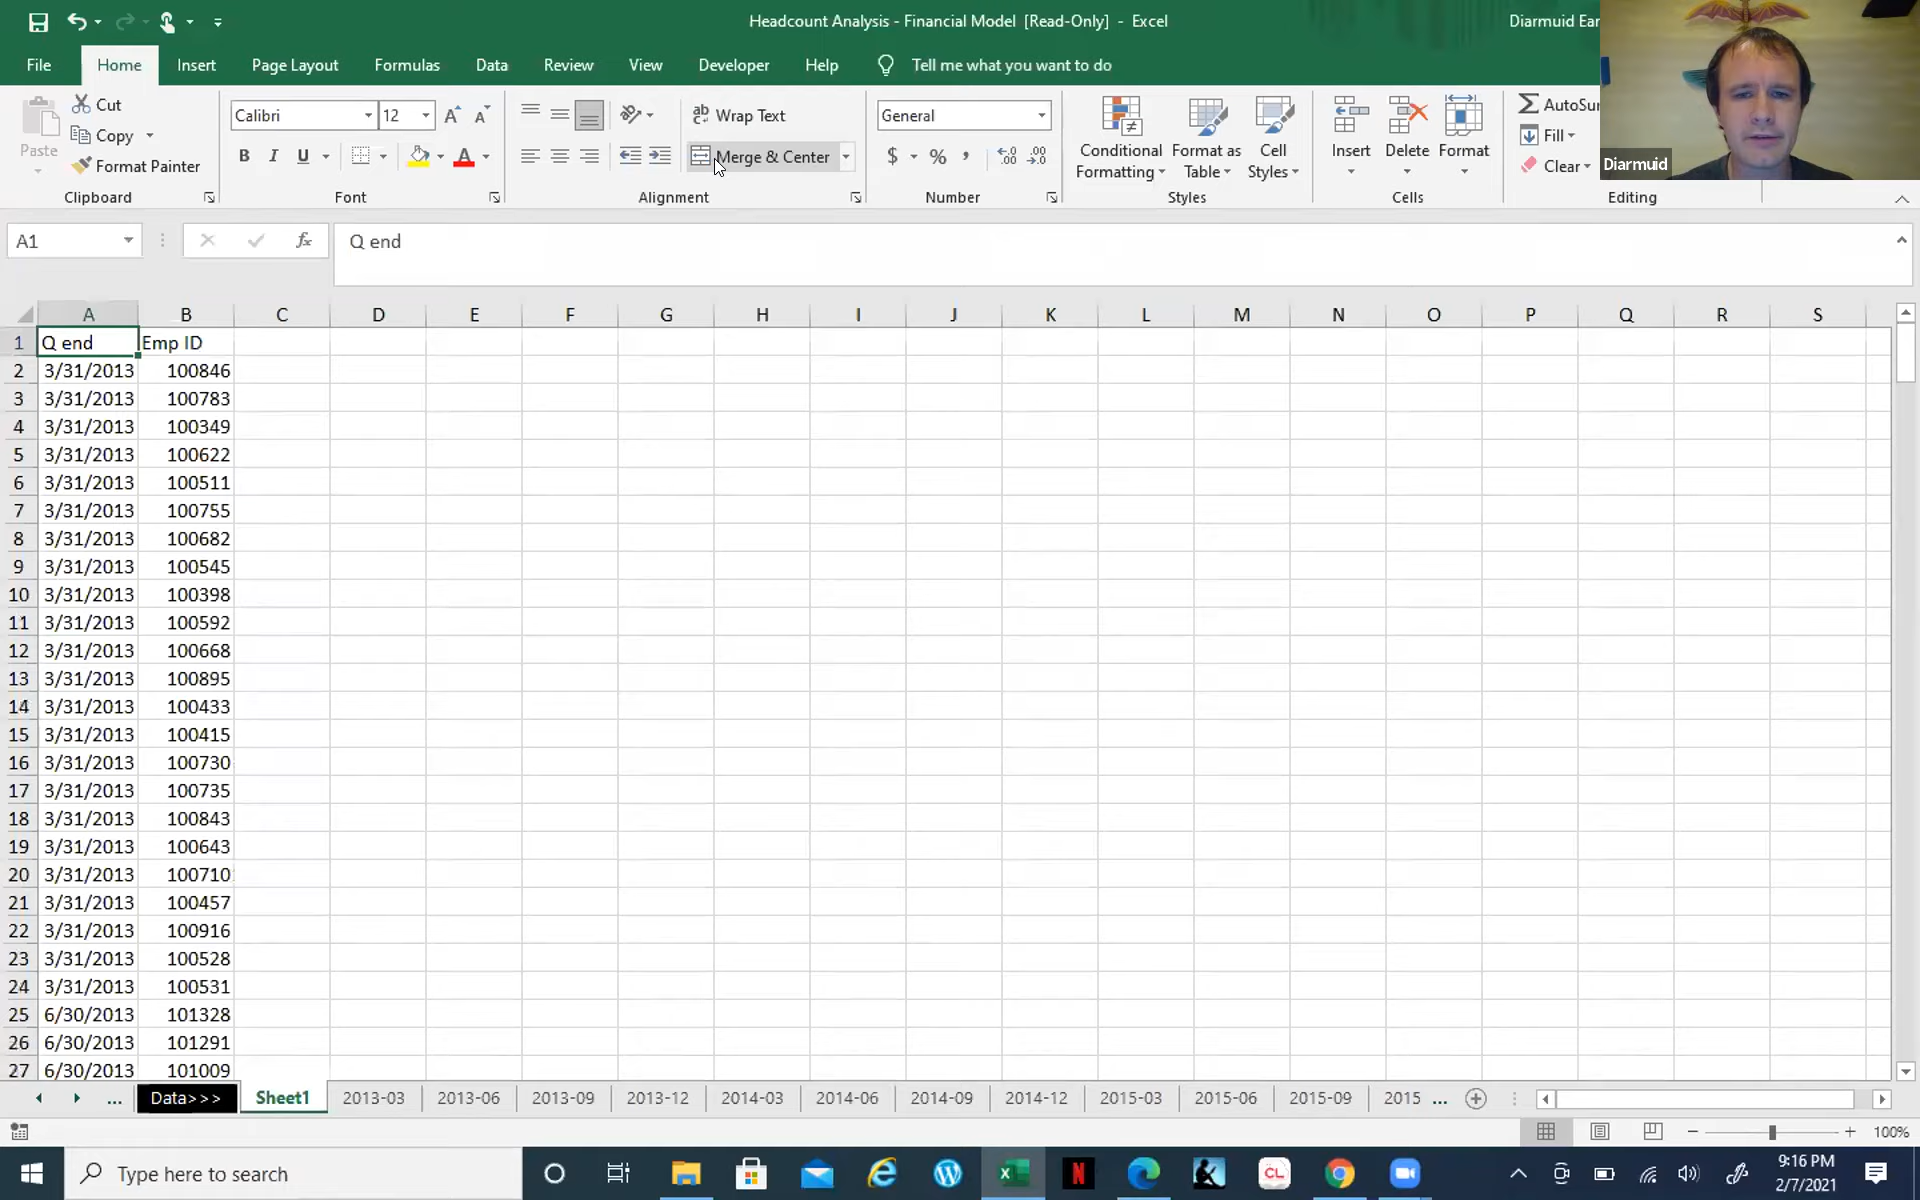 Headcount Analysis - Financial Model [Read-Only] - Excel
Diarmuid Ear
File Home Insert Page Layout Formulas Data Review View Developer Help Tell me what you want to do
Paste
Cut
Copy
Format Painter
Clipboard
Calibri 12
A A
B I U A
Font
ab Wrap Text
Merge & Center
Alignment
General
$ % ,
Number
Conditional Formatting
Format as Table
Cell Styles
Styles
Insert Delete Format
Cells
AutoSu
Fill
Clear
Editing
Diarmuid
A1 fx Q end
A B C D E F G H I J K L M N O P Q R S
1 Q end Emp ID
2 3/31/2013 100846
3 3/31/2013 100783
4 3/31/2013 100349
5 3/31/2013 100622
6 3/31/2013 100511
7 3/31/2013 100755
8 3/31/2013 100682
9 3/31/2013 100545
10 3/31/2013 100398
11 3/31/2013 100592
12 3/31/2013 100668
13 3/31/2013 100895
14 3/31/2013 100433
15 3/31/2013 100415
16 3/31/2013 100730
17 3/31/2013 100735
18 3/31/2013 100843
19 3/31/2013 100643
20 3/31/2013 100710
21 3/31/2013 100457
22 3/31/2013 100916
23 3/31/2013 100528
24 3/31/2013 100531
25 6/30/2013 101328
26 6/30/2013 101291
27 6/30/2013 101009
... Data>>> Sheet1 2013-03 2013-06 2013-09 2013-12 2014-03 2014-06 2014-09 2014-12 2015-03 2015-06 2015-09 2015 ...
100%
Type here to search
N
CL
9:16 PM
2/7/2021